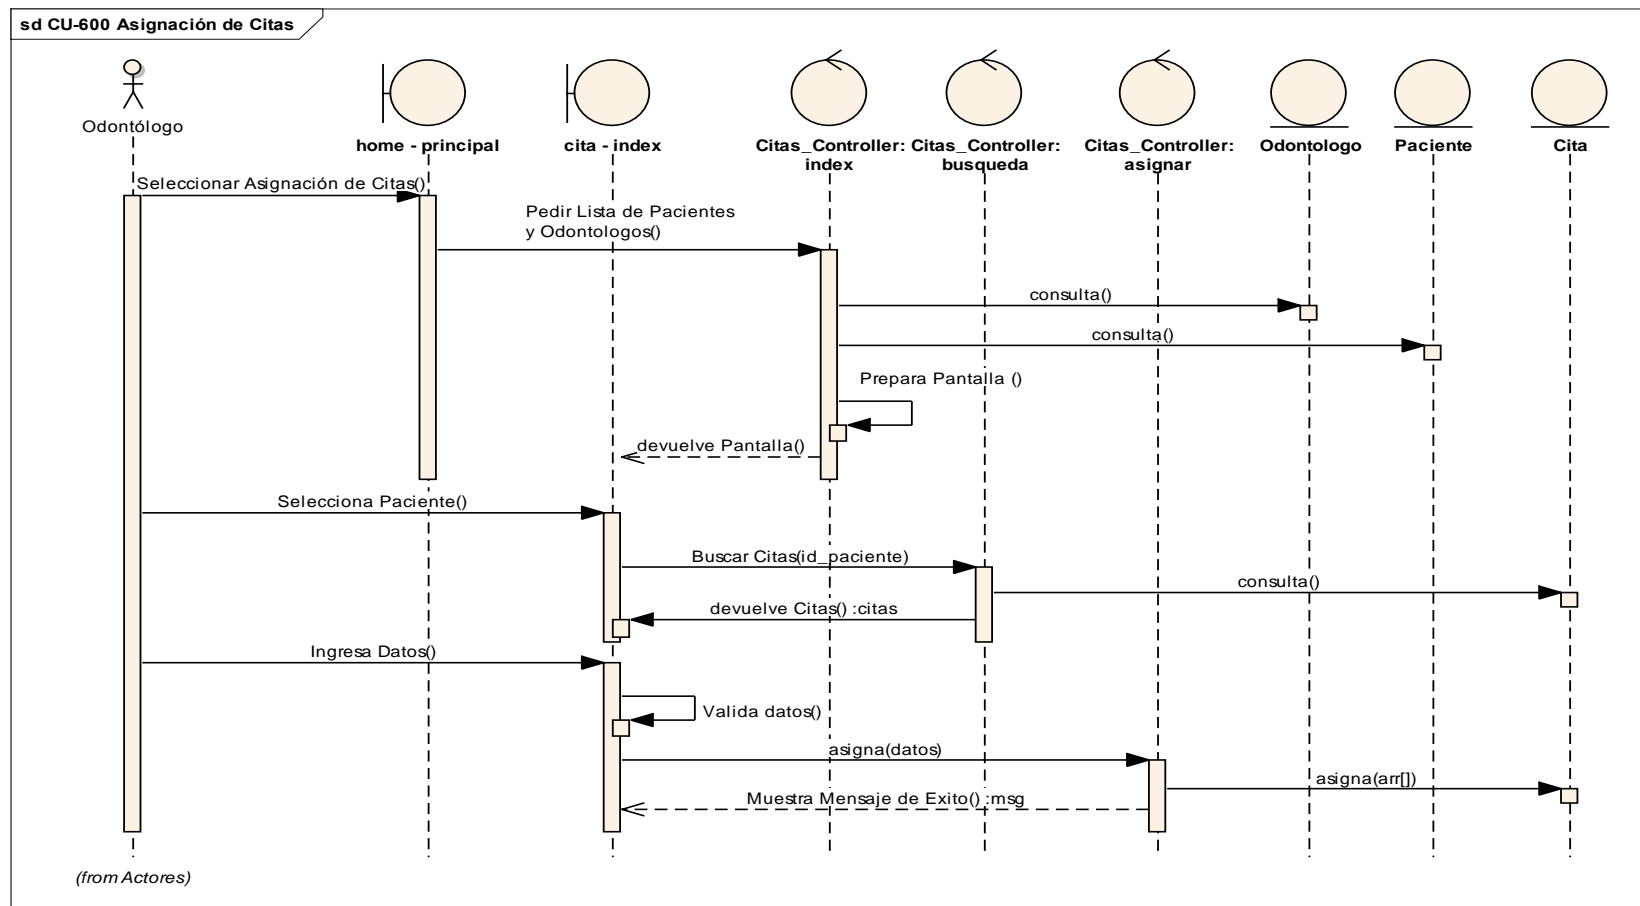 sd CU-600 Asignación de Citas
Odontólogo
home - principal
cita - index
Citas_Controller:
index
Citas_Controller:
busqueda
Citas_Controller:
asignar
Odontologo
Paciente
Cita
Seleccionar Asignación de Citas()
Pedir Lista de Pacientes
y Odontologos()
consulta()
consulta()
Prepara Pantalla ()
devuelve Pantalla()
Selecciona Paciente()
Buscar Citas(id_paciente)
consulta()
devuelve Citas() :citas
Ingresa Datos()
Valida datos()
asigna(datos)
asigna(arr[])
Muestra Mensaje de Exito() :msg
(from Actores)